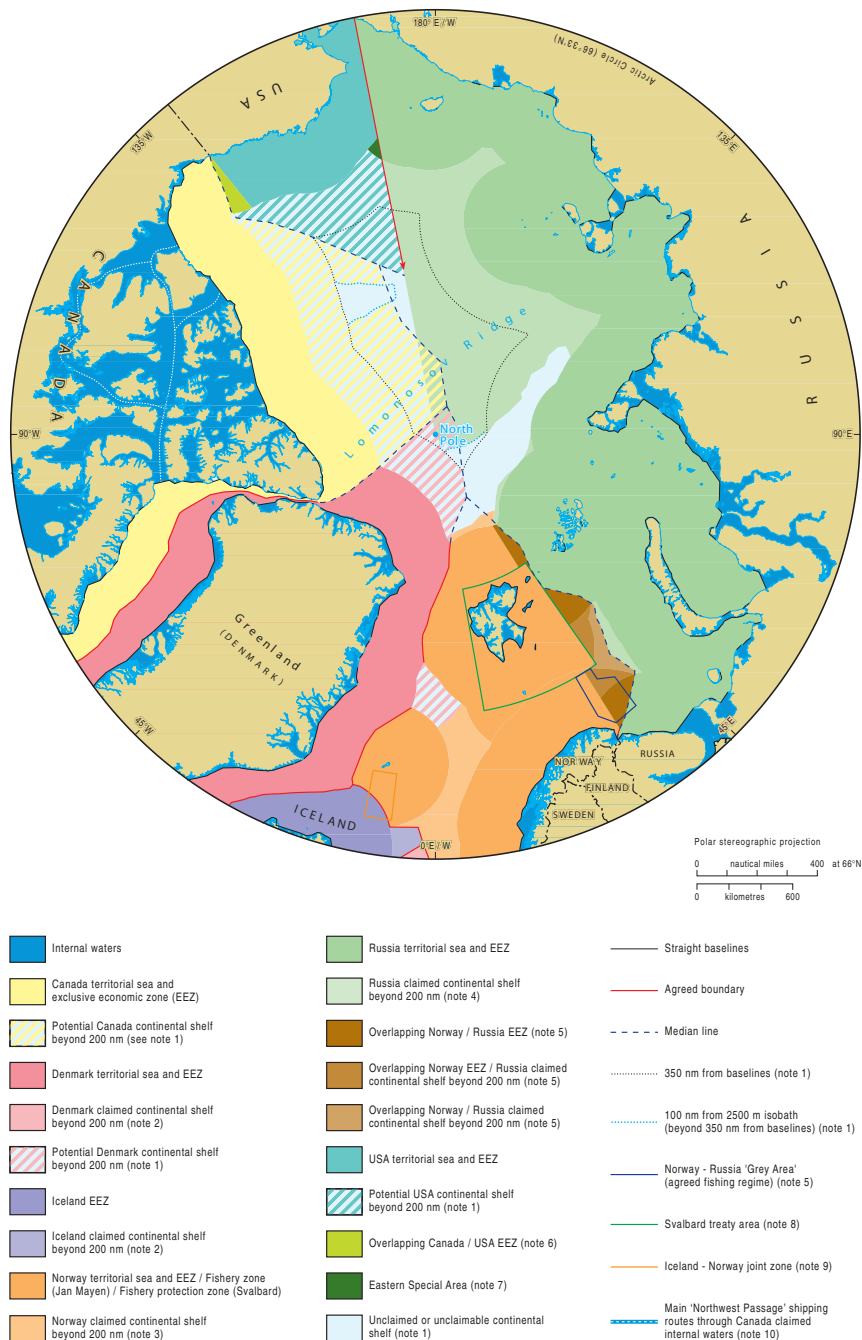 180° E / W
Arctic Circle (66°33'N)
USA
135°W
135°E
CANADA
RUSSIA
Lomonosov Ridge
90°W
North
Pole
90°E
Greenland
(DENMARK)
45°W
45°E
NORWAY
RUSSIA
FINLAND
SWEDEN
ICELAND
0°E / W
Polar stereographic projection
0 nautical miles 400 at 66°N
0 kilometres 600
Internal waters
Canada territorial sea and
exclusive economic zone (EEZ)
Potential Canada continental shelf
beyond 200 nm (see note 1)
Denmark territorial sea and EEZ
Denmark claimed continental shelf
beyond 200 nm (note 2)
Potential Denmark continental shelf
beyond 200 nm (note 1)
Iceland EEZ
Iceland claimed continental shelf
beyond 200 nm (note 2)
Norway territorial sea and EEZ / Fishery zone
(Jan Mayen) / Fishery protection zone (Svalbard)
Norway claimed continental shelf
beyond 200 nm (note 3)
Russia territorial sea and EEZ
Russia claimed continental shelf
beyond 200 nm (note 4)
Overlapping Norway / Russia EEZ (note 5)
Overlapping Norway EEZ / Russia claimed
continental shelf beyond 200 nm (note 5)
Overlapping Norway / Russia claimed
continental shelf beyond 200 nm (note 5)
USA territorial sea and EEZ
Potential USA continental shelf
beyond 200 nm (note 1)
Overlapping Canada / USA EEZ (note 6)
Eastern Special Area (note 7)
Unclaimed or unclaimable continental
shelf (note 1)
Straight baselines
Agreed boundary
Median line
350 nm from baselines (note 1)
100 nm from 2500 m isobath
(beyond 350 nm from baselines) (note 1)
Norway - Russia 'Grey Area'
(agreed fishing regime) (note 5)
Svalbard treaty area (note 8)
Iceland - Norway joint zone (note 9)
Main 'Northwest Passage' shipping
routes through Canada claimed
internal waters (note 10)